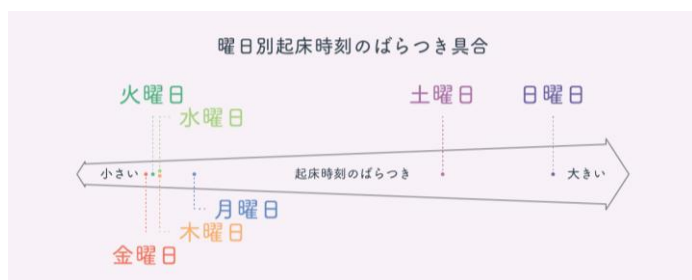 曜日別起床時刻のばらつき具合
火曜日
土曜日
日曜日
水曜日
小さい
起床時刻のばらつき
大きい
月曜日
木曜日
金曜日